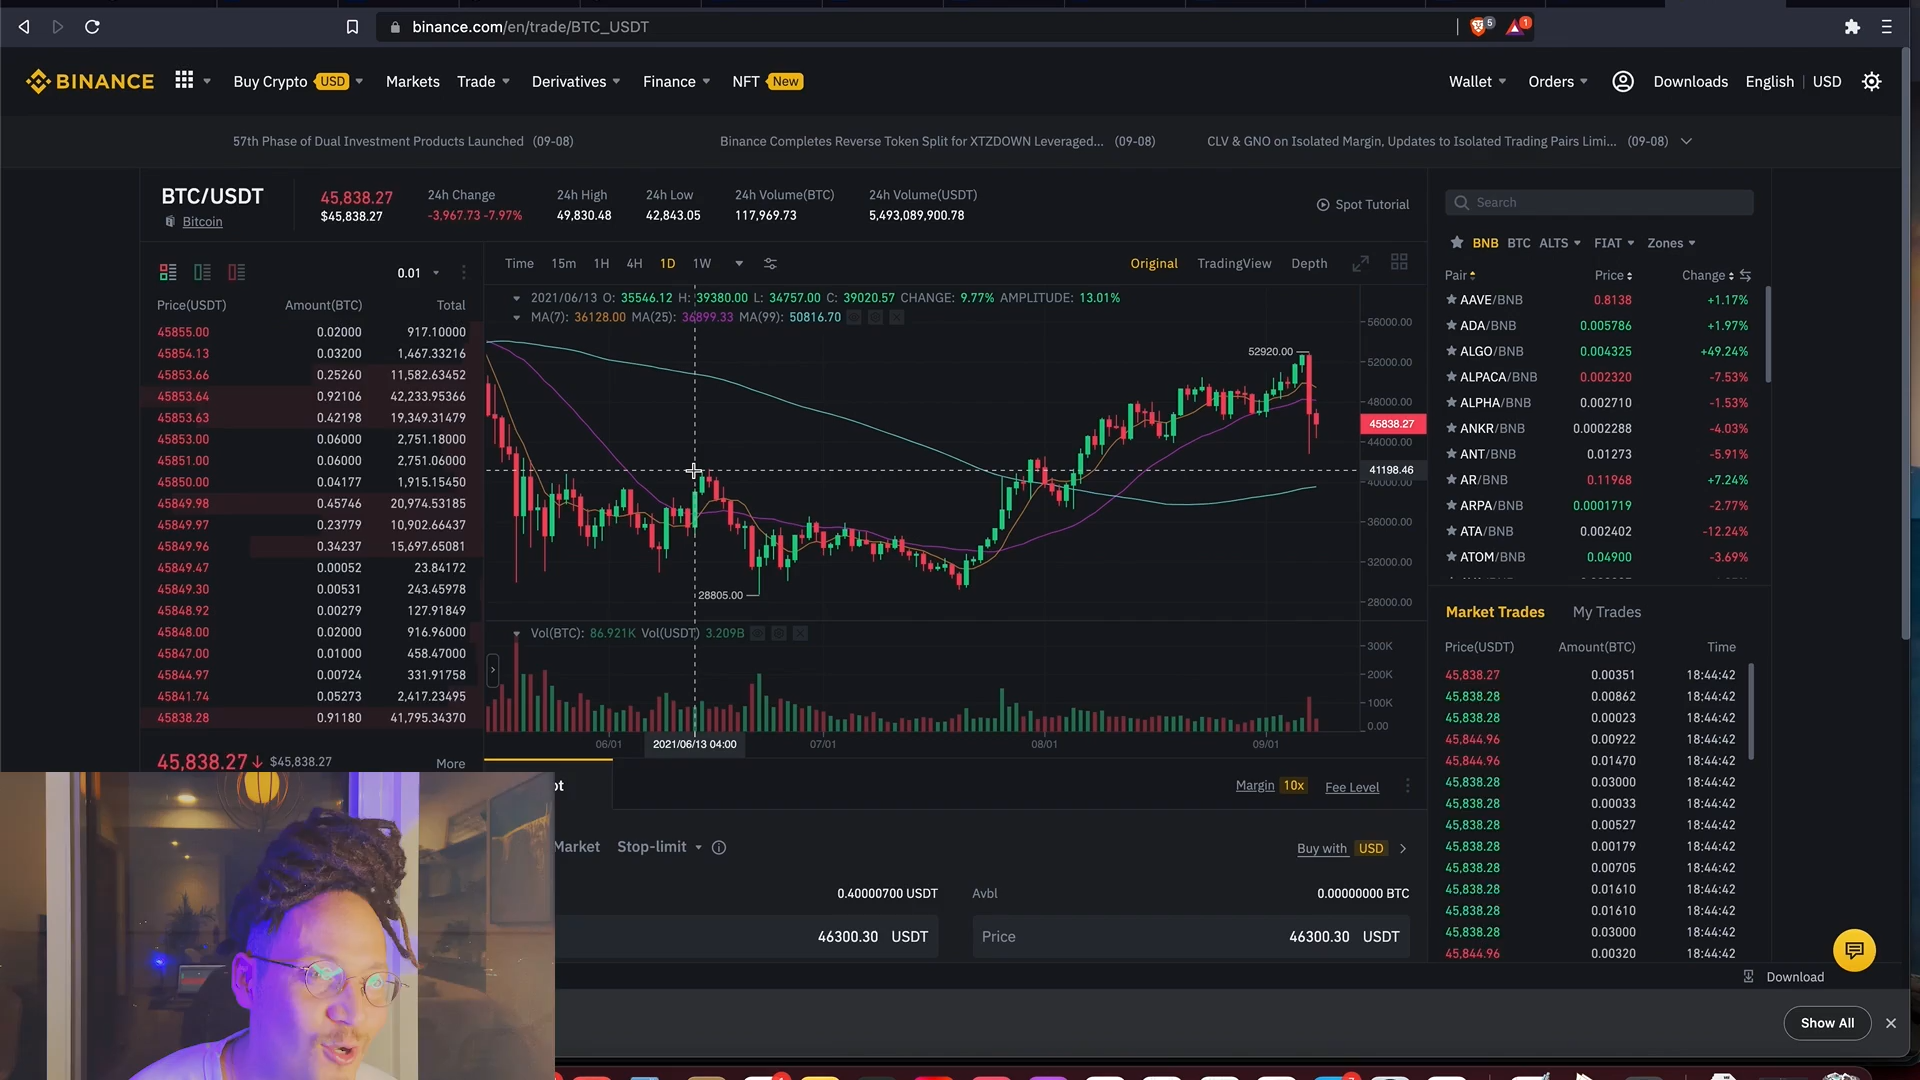 binance.com/en/trade/BTC_USDT 5 1
BINANCE Buy Crypto USD Markets Trade Derivatives Finance NFT New Wallet Orders Downloads English USD
57th Phase of Dual Investment Products Launched (09-08) Binance Completes Reverse Token Split for XTZDOWN Leveraged... (09-08) CLV & GNO on Isolated Margin, Updates to Isolated Trading Pairs Limi... (09-08)
BTC/USDT 45,838.27 24h Change 24h High 24h Low 24h Volume(BTC) 24h Volume(USDT)
Bitcoin $45,838.27 -3,967.73 -7.97% 49,830.48 42,843.05 117,969.73 5,493,089,900.78
Spot Tutorial
0.01
Price(USDT) Amount(BTC) Total
45855.00 0.02000 917.10000
45854.13 0.03200 1,467.33216
45853.66 0.25260 11,582.63452
45853.64 0.92106 42,233.95366
45853.63 0.42198 19,349.31479
45853.00 0.06000 2,751.18000
45851.00 0.06000 2,751.06000
45850.00 0.04177 1,915.15450
45849.98 0.45746 20,974.53185
45849.97 0.23779 10,902.66437
45849.96 0.34237 15,697.65081
45849.47 0.00052 23.84172
45849.30 0.00531 243.45978
45848.92 0.00279 127.91849
45848.00 0.02000 916.96000
45847.00 0.01000 458.47000
45844.97 0.00724 331.91758
45841.74 0.05273 2,417.23495
45838.28 0.91180 41,795.34370
45,838.27 $45,838.27 More
Time 15m 1H 4H 1D 1W Original TradingView Depth
2021/06/13 O: 35546.12 H: 39380.00 L: 34757.00 C: 39020.57 CHANGE: 9.77% AMPLITUDE: 13.01%
MA(7): 36128.00 MA(25): 36899.33 MA(99): 50816.70
56000.00
52920.00
52000.00
48000.00
45838.27
44000.00
41198.46
40000.00
36000.00
32000.00
28805.00
28000.00
Vol(BTC): 86.921K Vol(USDT) 3.209B
300K
200K
100K
0.00
06/01 2021/06/13 04:00 07/01 08/01 09/01
Margin 10x Fee Level
Market Stop-limit Buy with USD
0.40000700 USDT Avbl 0.00000000 BTC
46300.30 USDT Price 46300.30 USDT
Search
BNB BTC ALTS FIAT Zones
Pair Price Change
AAVE/BNB 0.8138 +1.17%
ADA/BNB 0.005786 +1.97%
ALGO/BNB 0.004325 +49.24%
ALPACA/BNB 0.002320 -7.53%
ALPHA/BNB 0.002710 -1.53%
ANKR/BNB 0.0002288 -4.03%
ANT/BNB 0.01273 -5.91%
AR/BNB 0.11968 +7.24%
ARPA/BNB 0.0001719 -2.77%
ATA/BNB 0.002402 -12.24%
ATOM/BNB 0.04900 -3.69%
Market Trades My Trades
Price(USDT) Amount(BTC) Time
45,838.27 0.00351 18:44:42
45,838.28 0.00862 18:44:42
45,838.28 0.00023 18:44:42
45,844.96 0.00922 18:44:42
45,844.96 0.01470 18:44:42
45,838.28 0.03000 18:44:42
45,838.28 0.00033 18:44:42
45,838.28 0.00527 18:44:42
45,838.28 0.00179 18:44:42
45,838.28 0.00705 18:44:42
45,838.28 0.01610 18:44:42
45,838.28 0.01610 18:44:42
45,838.28 0.03000 18:44:42
45,844.96 0.00320 18:44:42
Download
Show All